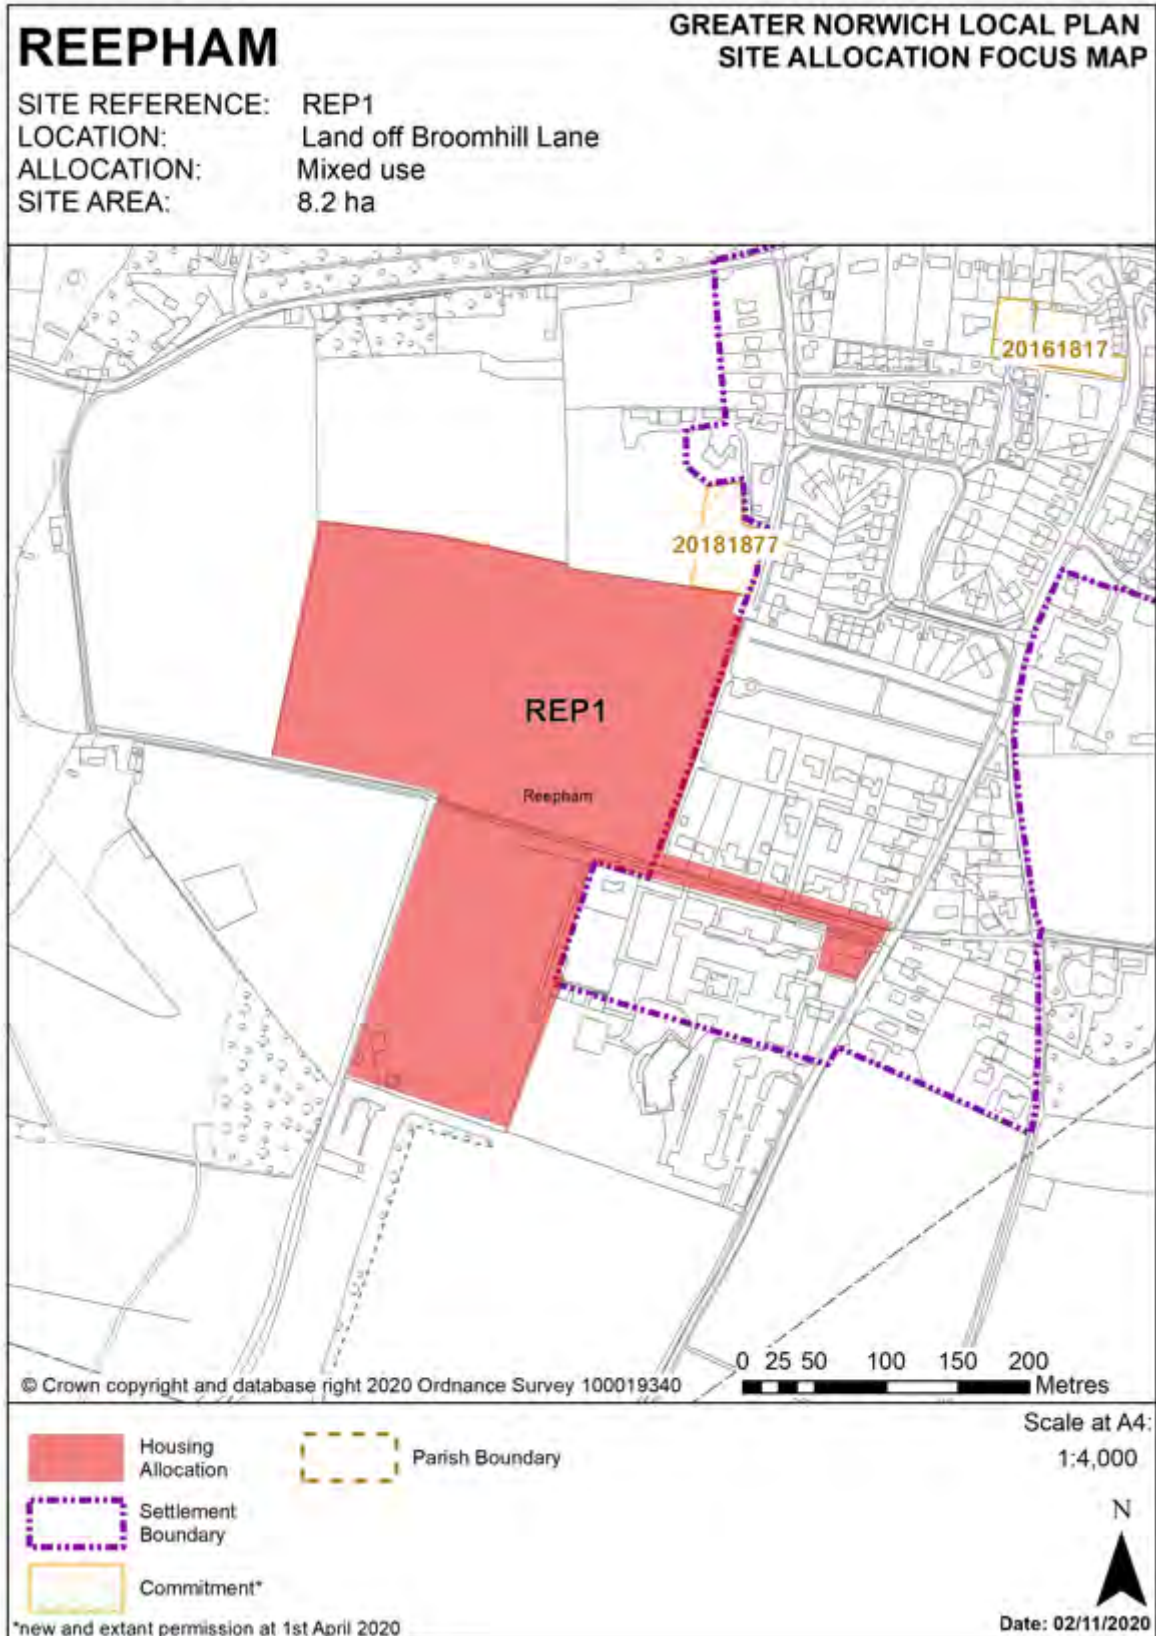 REEPHAM
GREATER NORWICH LOCAL PLAN
SITE ALLOCATION FOCUS MAP
SITE REFERENCE: REP1
LOCATION: Land off Broomhill Lane
ALLOCATION: Mixed use
SITE AREA: 8.2 ha
20161817
20181877
REP1
Reepham
0 25 50 100 150 200
Metres
© Crown copyright and database right 2020 Ordnance Survey 100019340
Housing
Allocation
Parish Boundary
Settlement
Boundary
Commitment*
*new and extant permission at 1st April 2020
Scale at A4:
1:4,000
N
Date: 02/11/2020